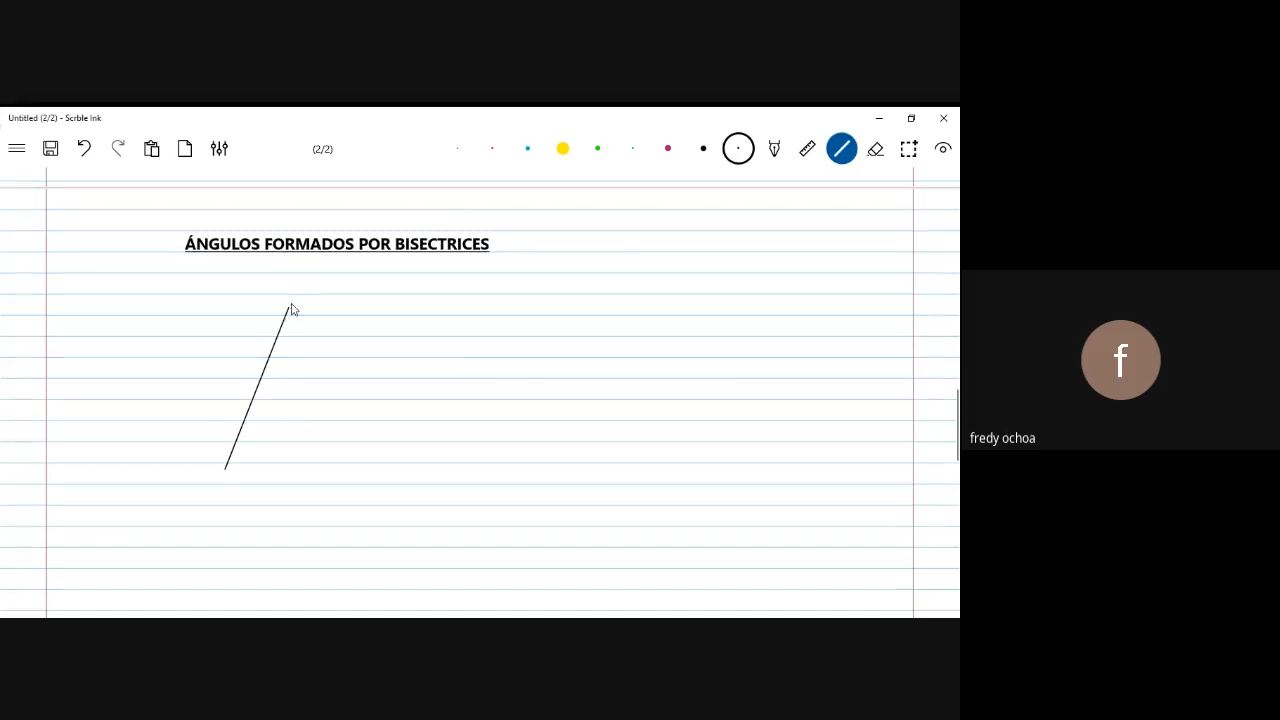 Untitled (2/2) - Scrble Ink
(2/2)
ÁNGULOS FORMADOS POR BISECTRICES
f
fredy ochoa